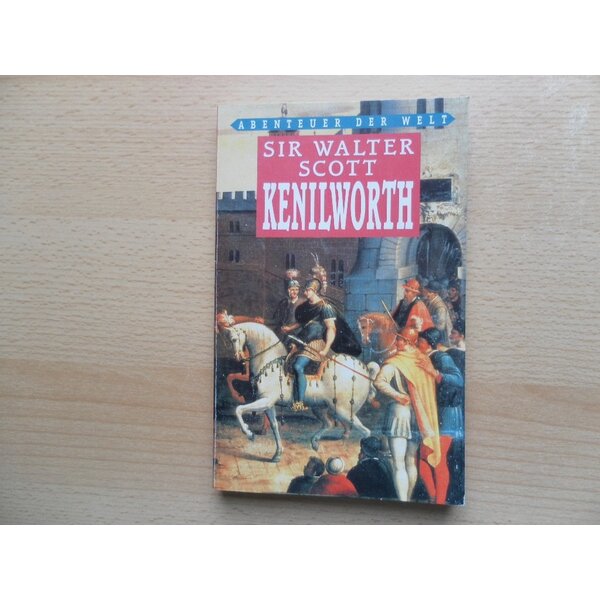 ABENTEUER DER WELT
SIR WALTER
SCOTT
KENILWORTH